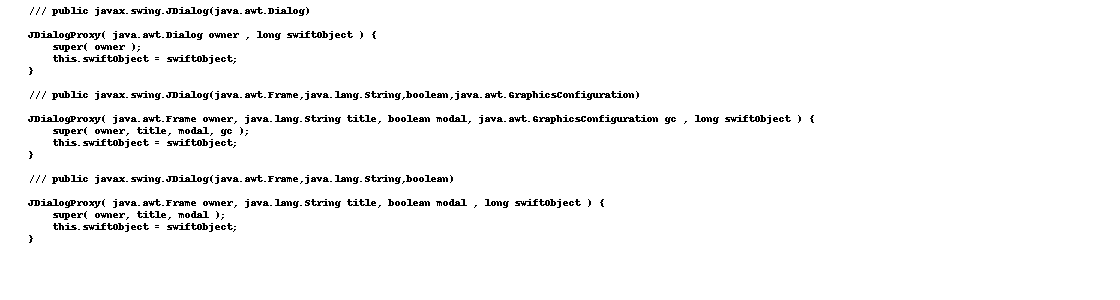 /// public javax.swing.JDialog(java.awt.Dialog)
JDialogProxy( java.awt.Dialog owner , long swiftObject ) {
super( owner );
this.swiftObject = swiftObject;
}
/// public javax.swing.JDialog(java.awt.Frame,java.lang.String,boolean,java.awt.GraphicsConfiguration)
JDialogProxy( java.awt.Frame owner, java.lang.String title, boolean modal, java.awt.GraphicsConfiguration gc , long swiftObject ) {
super( owner, title, modal, gc );
this.swiftObject = swiftObject;
}
/// public javax.swing.JDialog(java.awt.Frame,java.lang.String,boolean)
JDialogProxy( java.awt.Frame owner, java.lang.String title, boolean modal , long swiftObject ) {
super( owner, title, modal );
this.swiftObject = swiftObject;
}